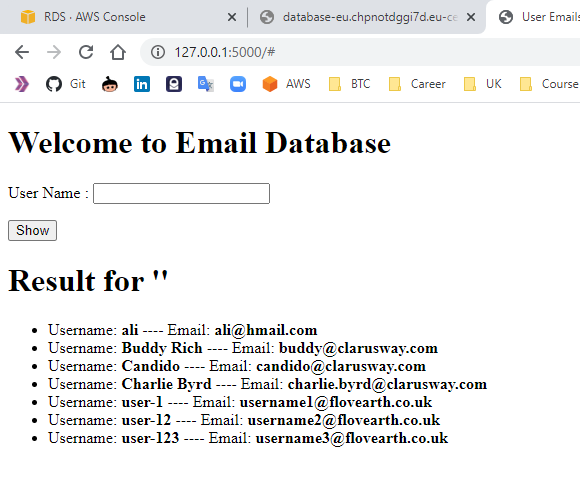 RDS · AWS Console
database-eu.chpnotdggi7d.eu-ce
User Emails
127.0.0.1:5000/#
Git
AWS
BTC
Career
UK
Course
Welcome to Email Database
User Name :
Show
Result for ''
Username: ali ---- Email: ali@hmail.com
Username: Buddy Rich ---- Email: buddy@clarusway.com
Username: Candido ---- Email: candido@clarusway.com
Username: Charlie Byrd ---- Email: charlie.byrd@clarusway.com
Username: user-1 ---- Email: username1@flovearth.co.uk
Username: user-12 ---- Email: username2@flovearth.co.uk
Username: user-123 ---- Email: username3@flovearth.co.uk